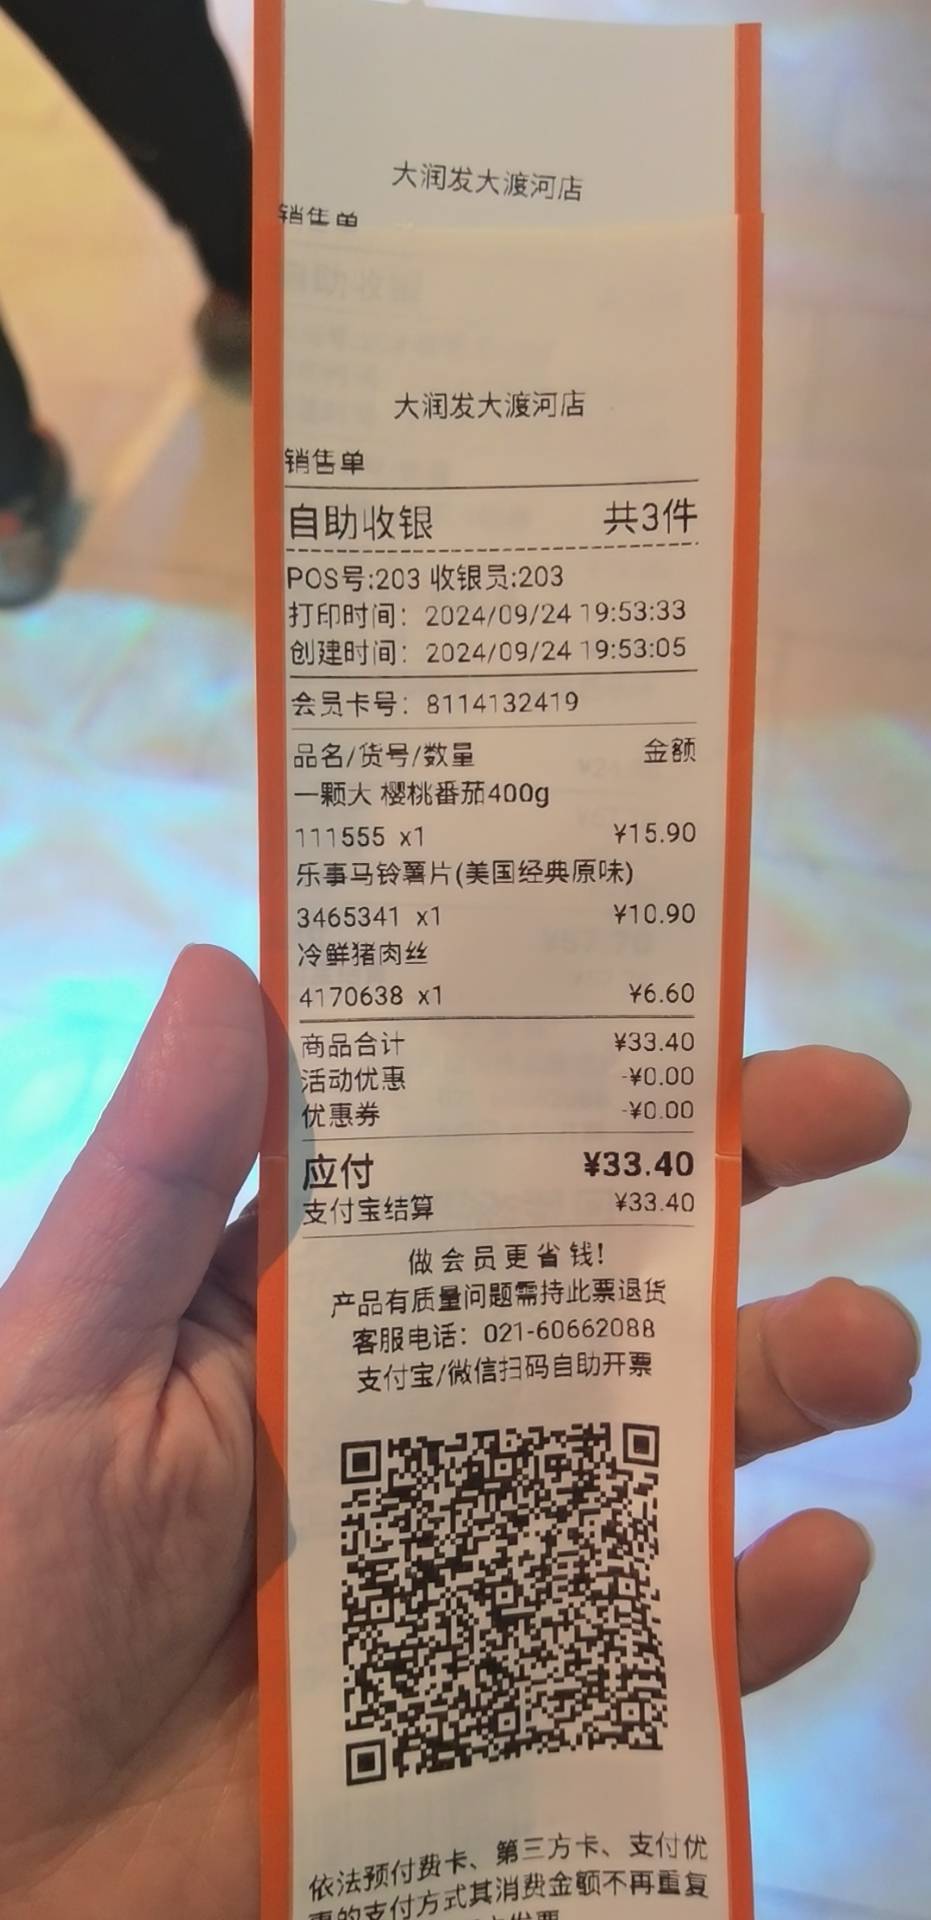 大润发大渡河店
销售单
大润发大渡河店
销售单
自助收银 共3件
POS号:203 收银员:203
打印时间：2024/09/24 19:53:33
创建时间：2024/09/24 19:53:05
会员卡号：8114132419
品名/货号/数量 金额
一颗大 樱桃番茄400g
111555 x1 ¥15.90
乐事马铃薯片(美国经典原味)
3465341 x1 ¥10.90
冷鲜猪肉丝
4170638 x1 ¥6.60
商品合计 ¥33.40
活动优惠 -¥0.00
优惠券 -¥0.00
应付 ¥33.40
支付宝结算 ¥33.40
做会员更省钱!
产品有质量问题需持此票退货
客服电话：021-60662088
支付宝/微信扫码自助开票
依法预付费卡、第三方卡、支付优
惠的支付方式其消费金额不再重复